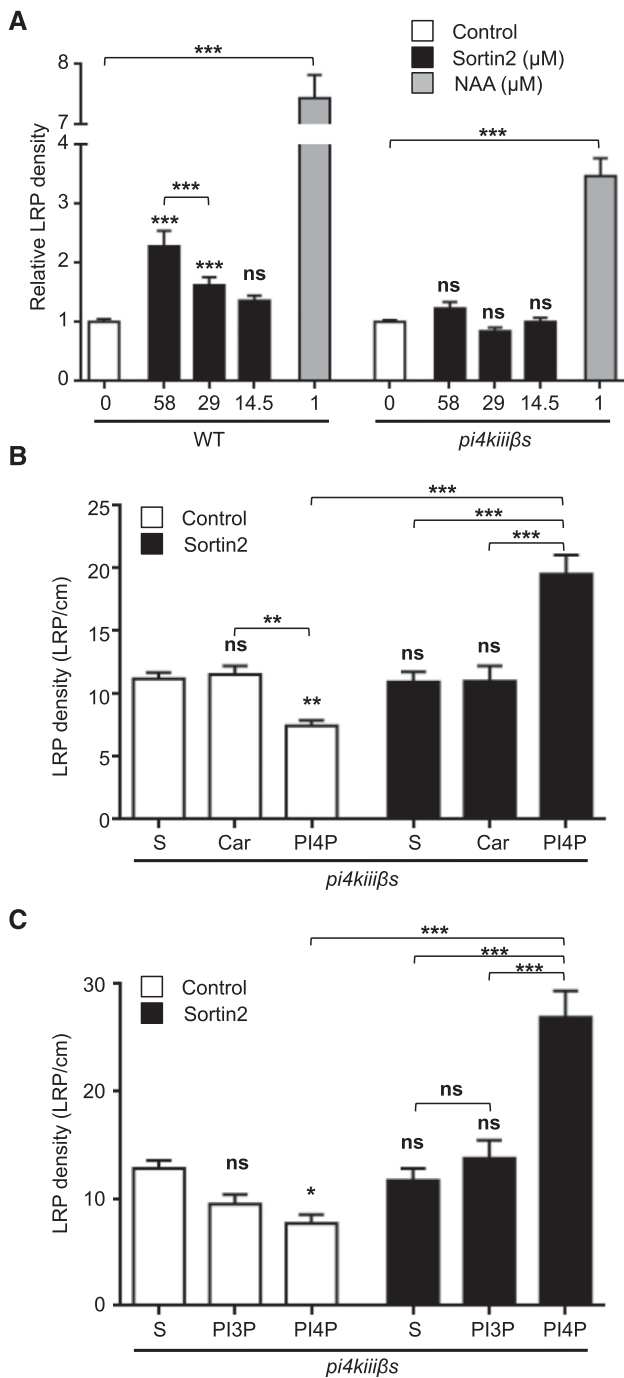 A
Control
Sortin2 (µM)
NAA (µM)
Relative LRP density
8
7
4
3
2
1
0
***
***
***
***
ns
***
ns
ns
ns
0 58 29 14.5 1 0 58 29 14.5 1
WT pi4kiiiβs
B
Control
Sortin2
LRP density (LRP/cm)
25
20
15
10
5
0
***
***
***
**
ns
**
ns
ns
S Car PI4P S Car PI4P
pi4kiiiβs
C
Control
Sortin2
LRP density (LRP/cm)
30
20
10
0
***
***
***
ns
ns
*
ns
ns
S PI3P PI4P S PI3P PI4P
pi4kiiiβs